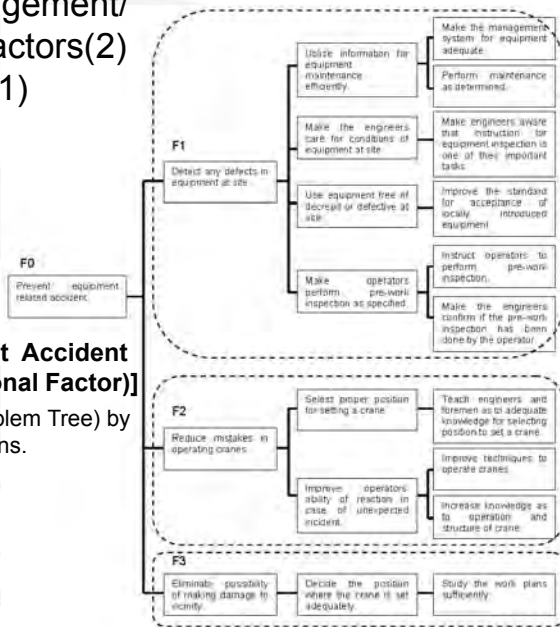 gement/
actors(2)
1)
t Accident
onal Factor)]
olem Tree) by
ns.
F0
Prevent equipment
related accident.
F1
Detect any defects in
equipment at site.
Utilize information for
equipment
maintenance
efficiently.
Make the management
system for equipment
adequate.
Perform maintenance
as determined.
Make the engineers
care for conditions of
equipment at site.
Make engineers aware
that instruction for
equipment inspection is
one of their important
tasks.
Use equipment free of
decrepit or defective at
site.
Improve the standard
for acceptance of
locally introduced
equipment.
Make operators
perform pre-work
inspection as specified.
Instruct operators to
perform pre-work
inspection.
Make the engineers
confirm if the pre-work
inspection has been
done by the operator.
F2
Reduce mistakes in
operating cranes.
Select proper position
for setting a crane.
Teach engineers and
foremen as to adequate
knowledge for selecting
position to set a crane.
Improve operators
ability of reaction in
case of unexpected
incident.
Improve techniques to
operate cranes.
Increase knowledge as
to operation and
structure of crane.
F3
Eliminate possibility
of making damage to
vicinity.
Decide the position
where the crane is set
adequately.
Study the work plans
sufficiently.